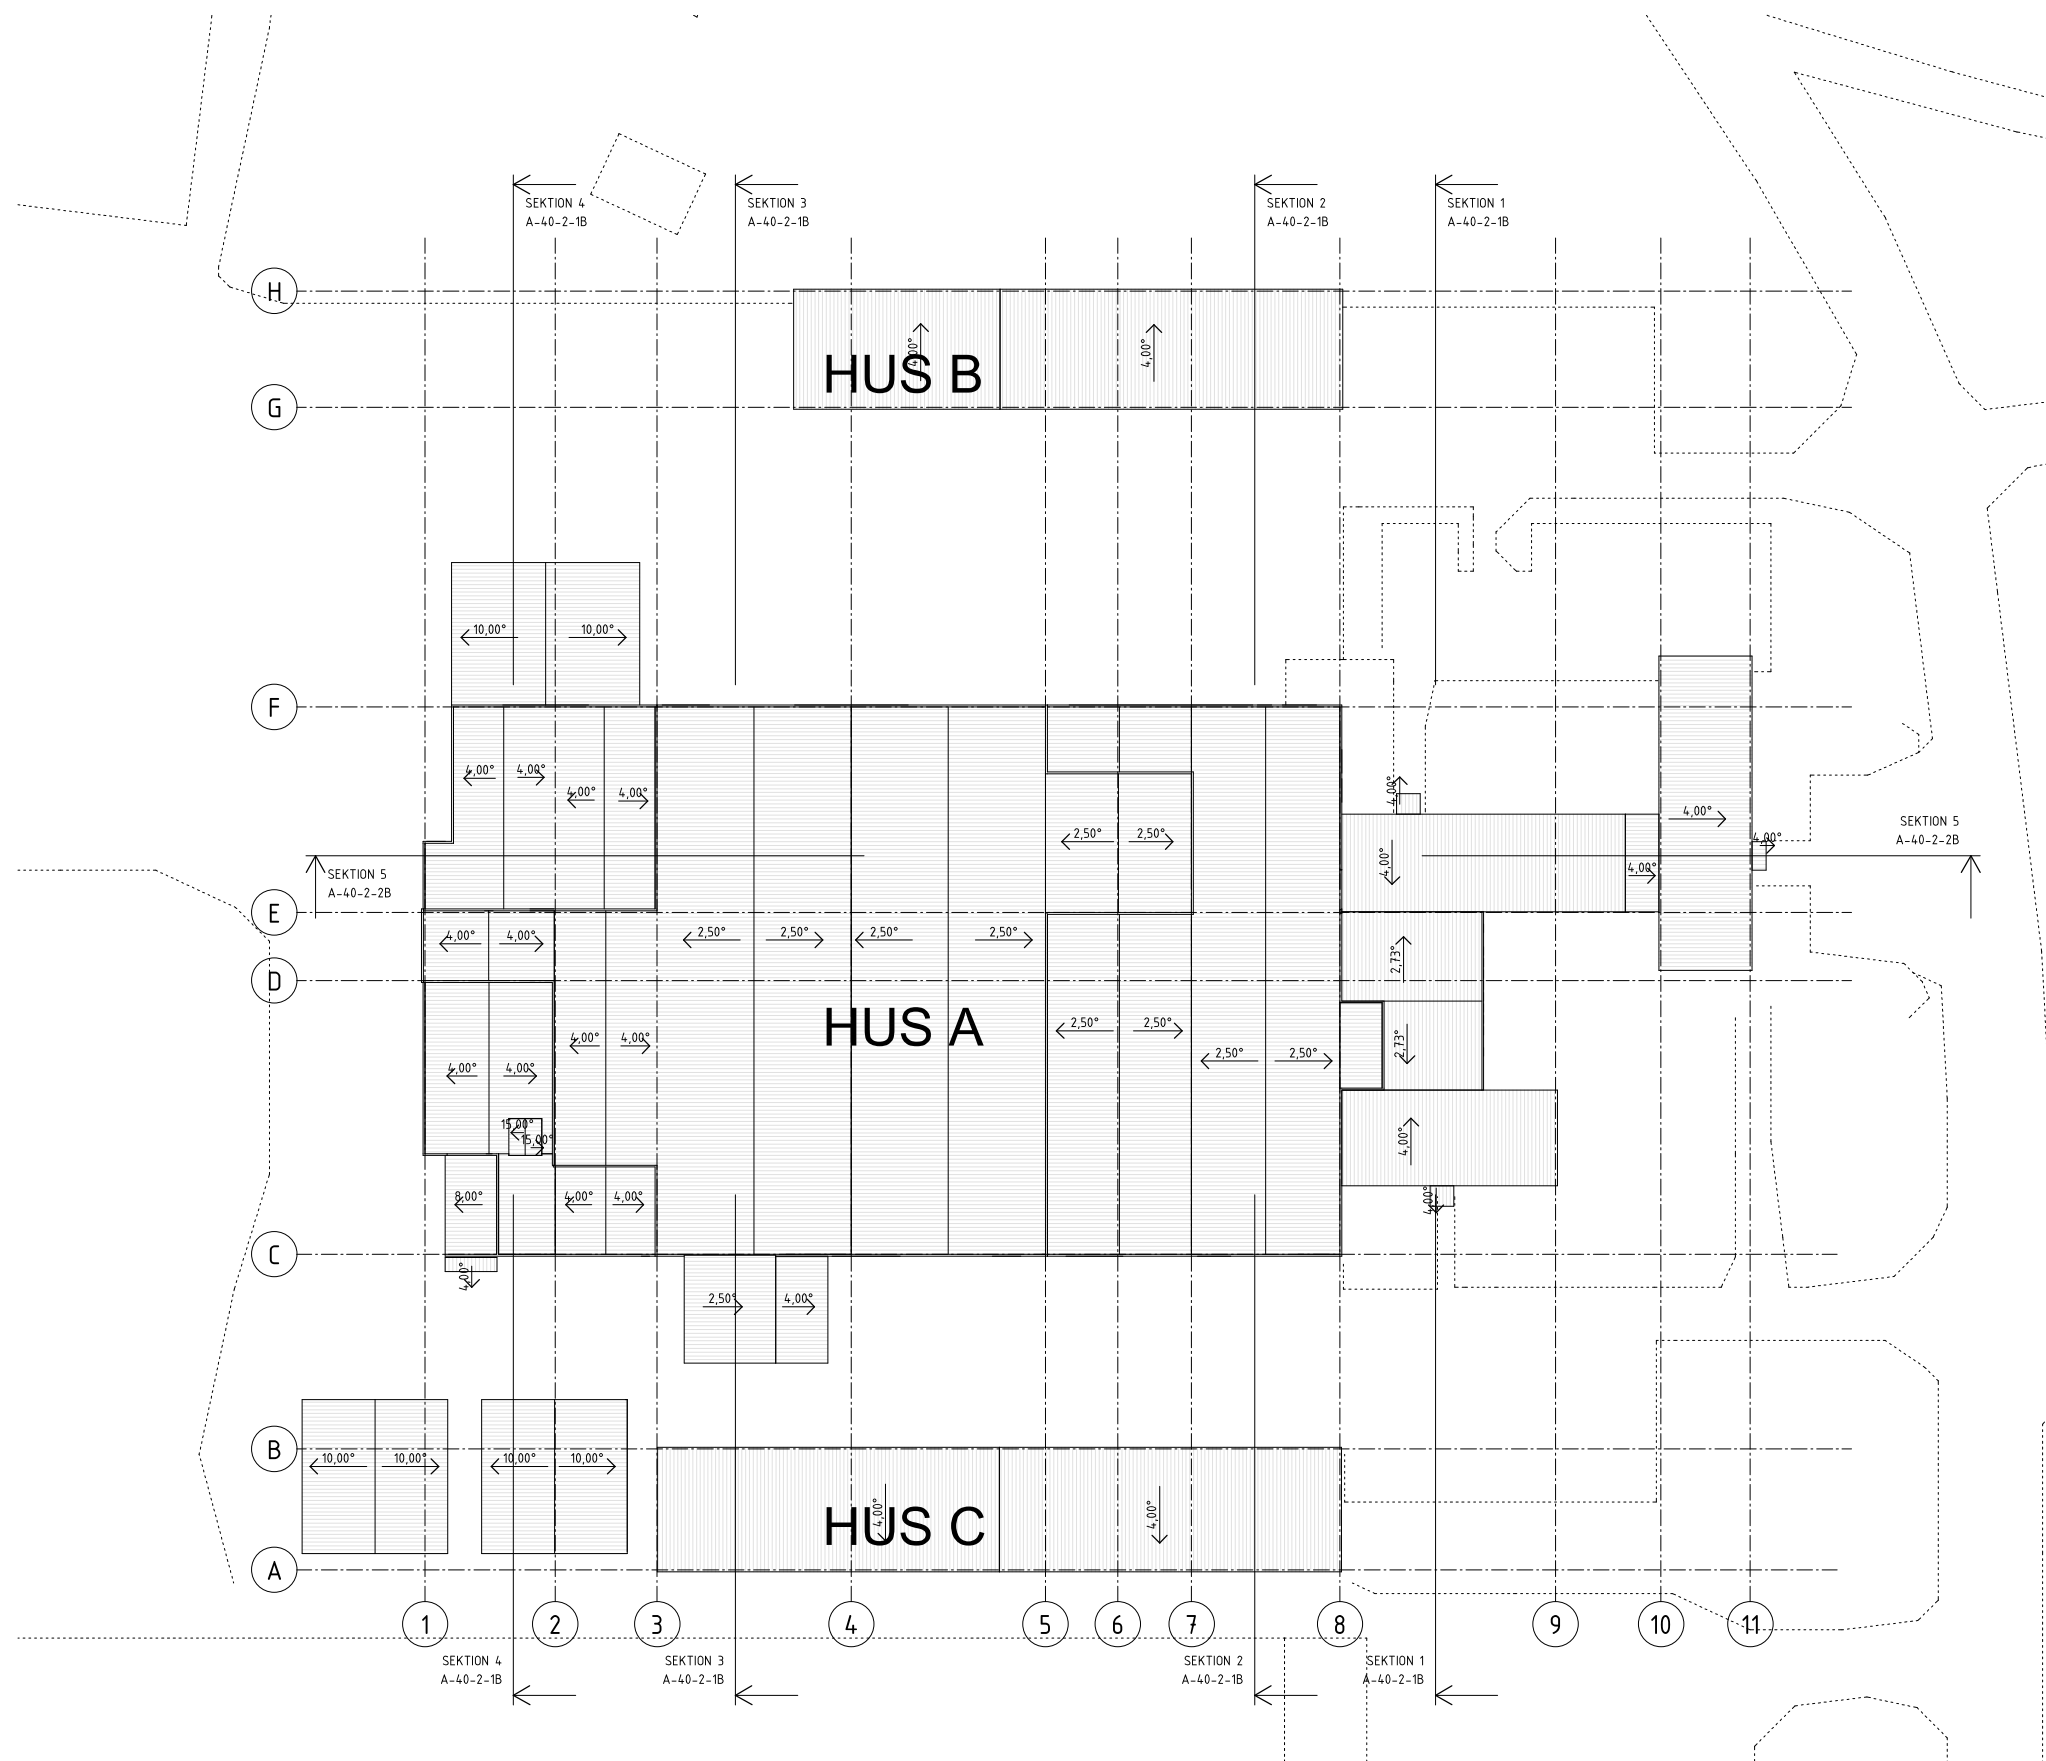 SEKTION 4
A-40-2-1B
SEKTION 3
A-40-2-1B
SEKTION 2
A-40-2-1B
SEKTION 1
A-40-2-1B
H
4,00°
4,00°
HUS B
G
10,00°
10,00°
F
4,00°
4,00°
4,00°
4,00°
4,00°
4,00°
SEKTION 5
A-40-2-2B
2,50°
2,50°
4,00°
4,00°
4,00°
SEKTION 5
A-40-2-2B
E
4,00°
4,00°
2,50°
2,50°
2,50°
2,50°
2,73°
D
HUS A
4,00°
4,00°
2,50°
2,50°
2,50°
2,50°
2,73°
4,00°
4,00°
15,00°
15,00°
4,00°
8,00°
4,00°
4,00°
4,00°
C
4,00°
2,50°
4,00°
B
10,00°
10,00°
10,00°
10,00°
4,00°
4,00°
HUS C
A
1
2
3
4
5
6
7
8
9
10
11
SEKTION 4
A-40-2-1B
SEKTION 3
A-40-2-1B
SEKTION 2
A-40-2-1B
SEKTION 1
A-40-2-1B